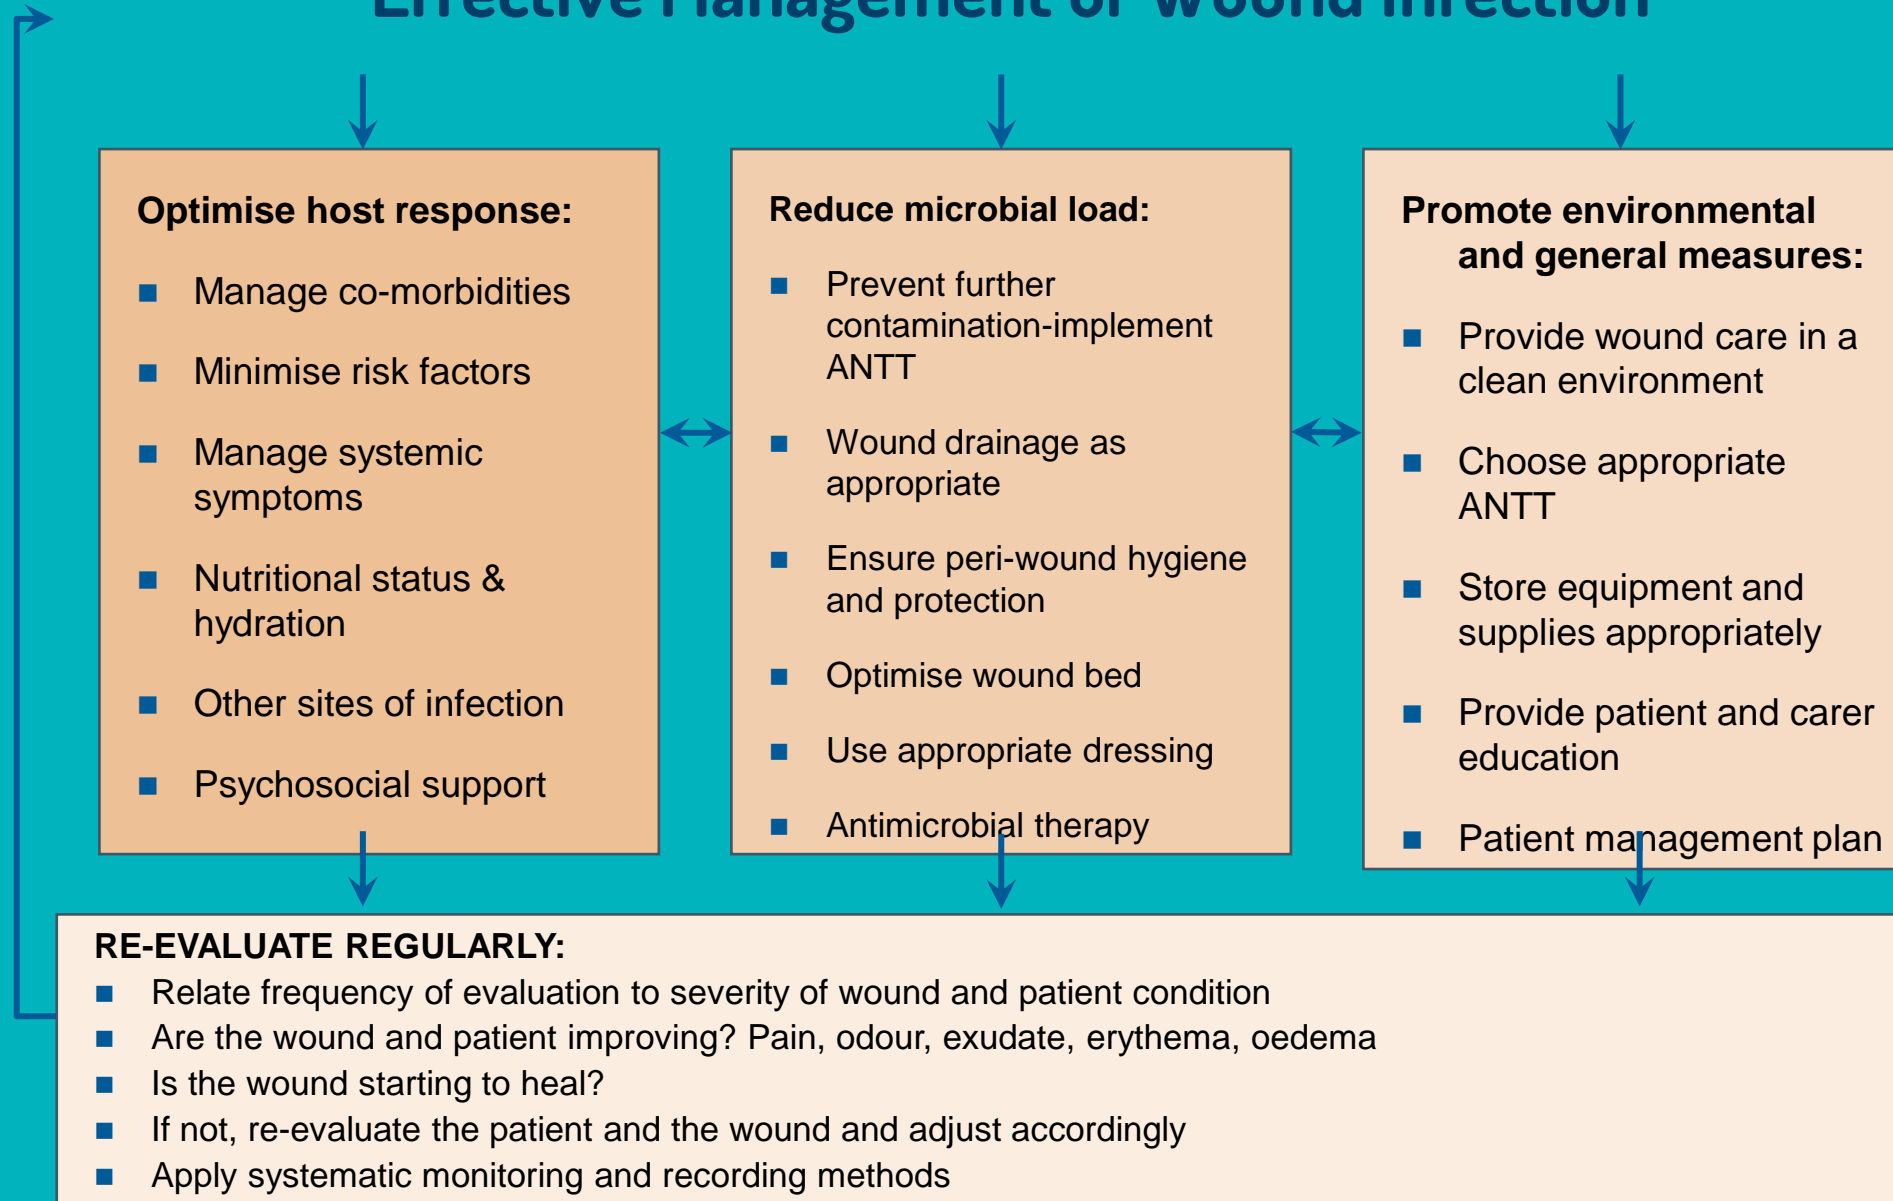 Effective Management of Wound Infection
Optimise host response:
Manage co-morbidities
Minimise risk factors
Manage systemic
symptoms
Nutritional status &
hydration
Other sites of infection
Psychosocial support
Reduce microbial load:
Prevent further
contamination-implement
ANTT
Wound drainage as
appropriate
Ensure peri-wound hygiene
and protection
Optimise wound bed
Use appropriate dressing
Antimicrobial therapy
Promote environmental
and general measures:
Provide wound care in a
clean environment
Choose appropriate
ANTT
Store equipment and
supplies appropriately
Provide patient and carer
education
Patient management plan
RE-EVALUATE REGULARLY:
Relate frequency of evaluation to severity of wound and patient condition
Are the wound and patient improving? Pain, odour, exudate, erythema, oedema
Is the wound starting to heal?
If not, re-evaluate the patient and the wound and adjust accordingly
Apply systematic monitoring and recording methods